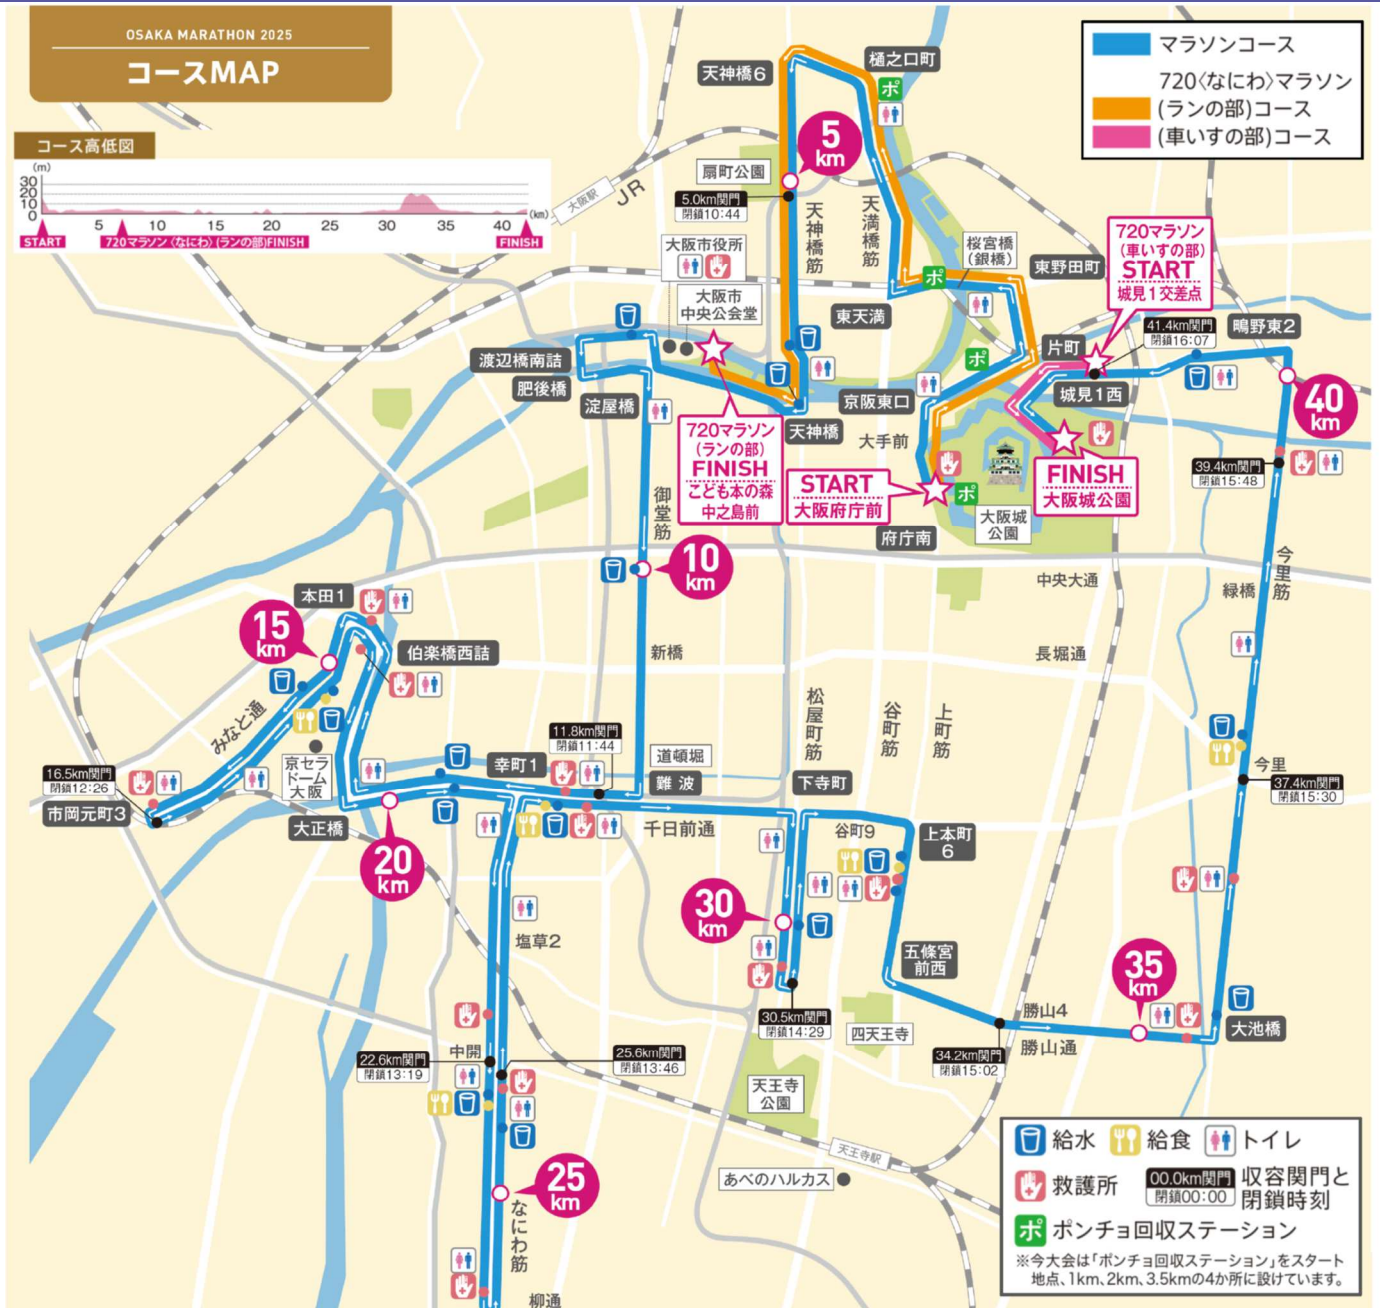 OSAKA MARATHON 2025
コースMAP
コース高低図
(m)
30
20
10
0
5
10
15
20
25
30
35
40
(km)
START
720マラソン〈なにわ〉(ランの部)FINISH
FINISH
マラソンコース
720〈なにわ〉マラソン
(ランの部)コース
(車いすの部)コース
天神橋6
樋之口町
ポ
5
km
扇町公園
5.0km関門
閉鎖10:44
天神橋筋
天満橋筋
大阪駅
JR
大阪市役所
大阪市
中央公会堂
桜宮橋
(銀橋)
東野田町
720マラソン
(車いすの部)
START
城見1交差点
ポ
東天満
ポ
片町
41.4km関門
閉鎖16:07
鴫野東2
渡辺橋南詰
肥後橋
淀屋橋
京阪東口
城見1西
40
km
天神橋
大手前
720マラソン
(ランの部)
FINISH
こども本の森
中之島前
START
大阪府庁前
ポ
FINISH
大阪城公園
39.4km関門
閉鎖15:48
大阪城
公園
府庁南
御堂筋
10
km
中央大通
緑橋
今里筋
本田1
15
km
伯楽橋西詰
新橋
長堀通
松屋町筋
谷町筋
上町筋
みなと通
16.5km関門
閉鎖12:26
市岡元町3
京セラ
ドーム
大阪
11.8km関門
閉鎖11:44
幸町1
道頓堀
難波
下寺町
今里
37.4km関門
閉鎖15:30
大正橋
20
km
千日前通
谷町9
上本町
6
30
km
塩草2
五條宮
前西
35
km
30.5km関門
閉鎖14:29
四天王寺
勝山4
勝山通
大池橋
34.2km関門
閉鎖15:02
22.6km関門
閉鎖13:19
中開
25.6km関門
閉鎖13:46
天王寺
公園
天王寺駅
あべのハルカス
25
km
なにわ筋
柳通
給水
給食
トイレ
救護所
00.0km関門
閉鎖00:00
収容関門と
閉鎖時刻
ポ
ポンチョ回収ステーション
※今大会は「ポンチョ回収ステーション」をスタート
地点、1km、2km、3.5kmの4か所に設けています。